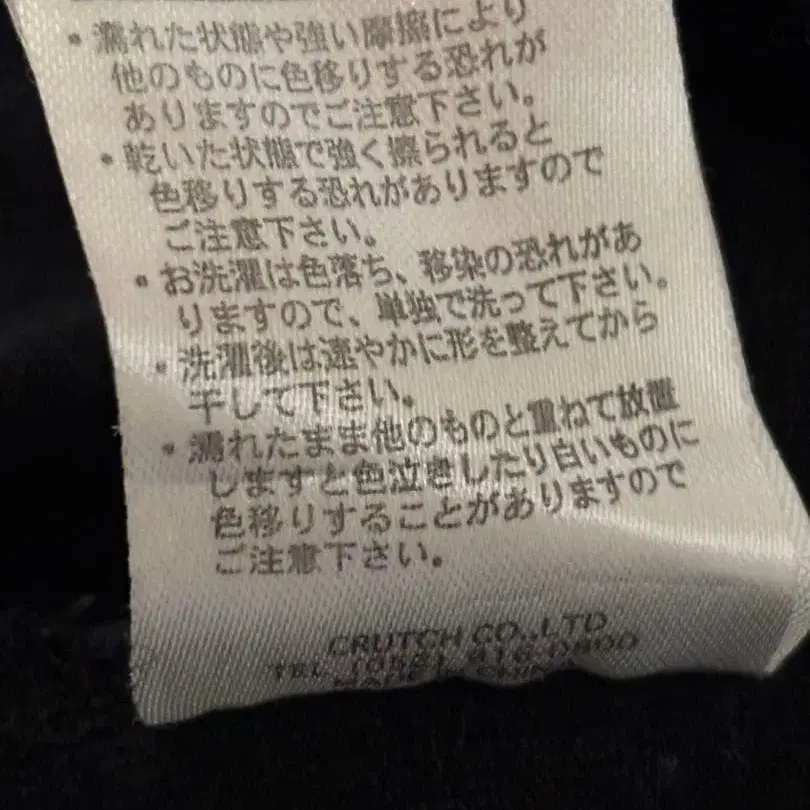 ・濡れた状態や強い摩擦により
他のものに色移りする恐れが
ありますのでご注意下さい。
・乾いた状態で強く擦られると
色移りする恐れがありますので
ご注意下さい。
・お洗濯は色落ち、移染の恐れがあ
りますので、単独で洗って下さい。
・洗濯後は速やかに形を整えてから
干して下さい。
・濡れたまま他のものと重ねて放置
しますと色泣きしたり白いものに
色移りすることがありますので
ご注意下さい。
CRUTCH CO.,LTD
TEL
MADE